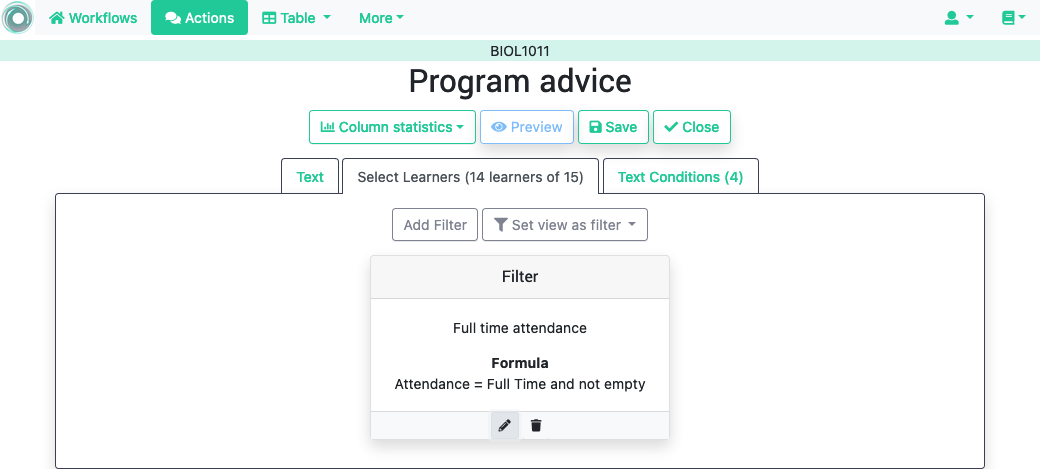 Workflows Actions Table More
BIOL1011
Program advice
Column statistics Preview Save Close
Text Select Learners (14 learners of 15) Text Conditions (4)
Add Filter Set view as filter
Filter
Full time attendance
Formula
Attendance = Full Time and not empty